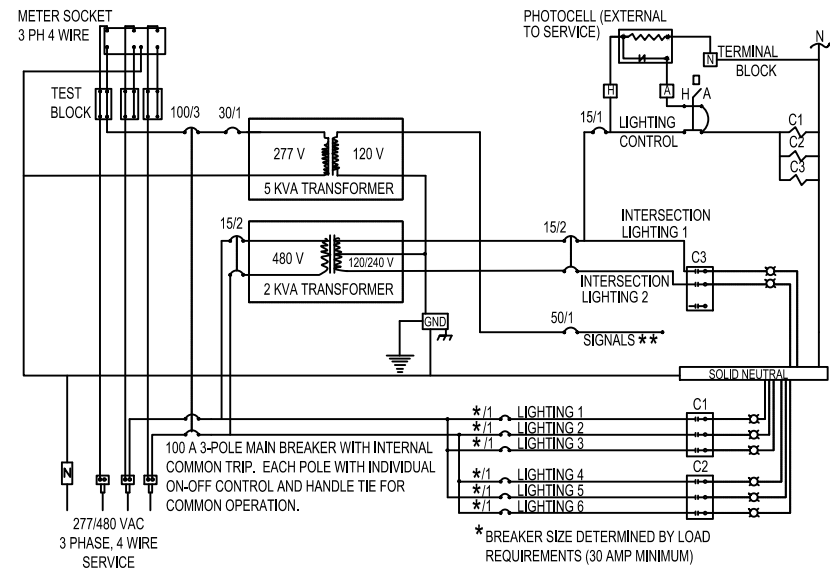 METER SOCKET
3 PH 4 WIRE
PHOTOCELL (EXTERNAL
TO SERVICE)
N
N
TERMINAL
BLOCK
TEST
BLOCK
100/3
30/1
H
A
H
A
15/1
LIGHTING
CONTROL
C1
C2
C3
277 V
120 V
5 KVA TRANSFORMER
15/2
480 V
120/240 V
2 KVA TRANSFORMER
15/2
INTERSECTION
LIGHTING 1
C3
INTERSECTION
LIGHTING 2
GND
50/1
SIGNALS **
SOLID NEUTRAL
*/1 LIGHTING 1
*/1 LIGHTING 2
*/1 LIGHTING 3
C1
100 A 3-POLE MAIN BREAKER WITH INTERNAL
COMMON TRIP. EACH POLE WITH INDIVIDUAL
ON-OFF CONTROL AND HANDLE TIE FOR
COMMON OPERATION.
N
*/1 LIGHTING 4
*/1 LIGHTING 5
*/1 LIGHTING 6
C2
277/480 VAC
3 PHASE, 4 WIRE
SERVICE
* BREAKER SIZE DETERMINED BY LOAD
REQUIREMENTS (30 AMP MINIMUM)